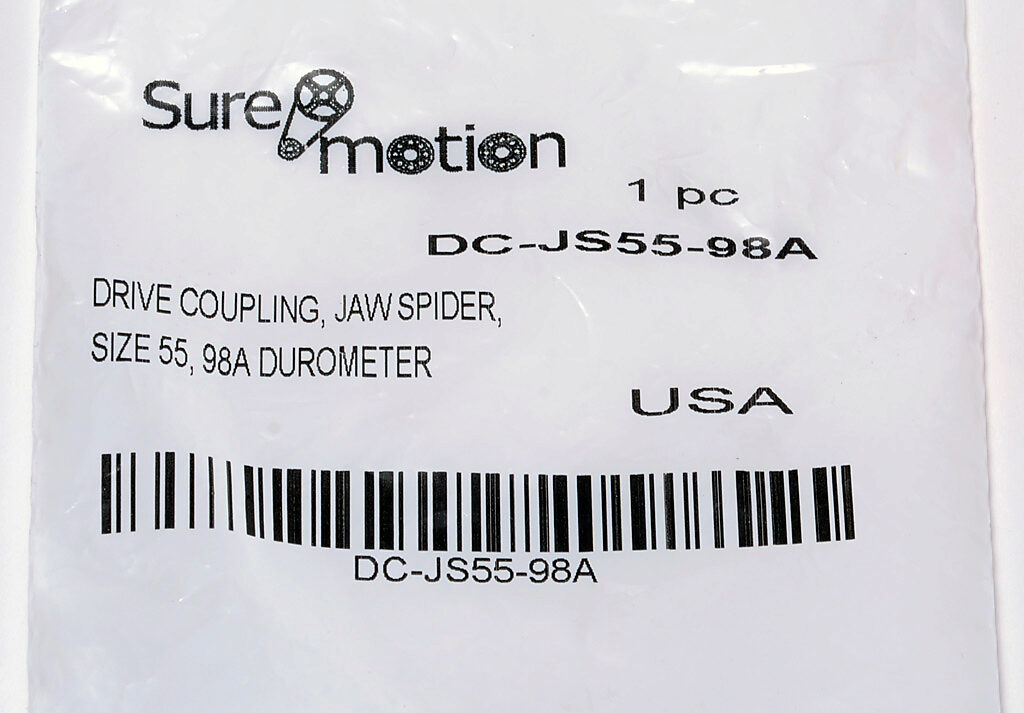 Sure
motion
1 pc
DC-JS55-98A
DRIVE COUPLING, JAW SPIDER,
SIZE 55, 98A DUROMETER
USA
DC-JS55-98A